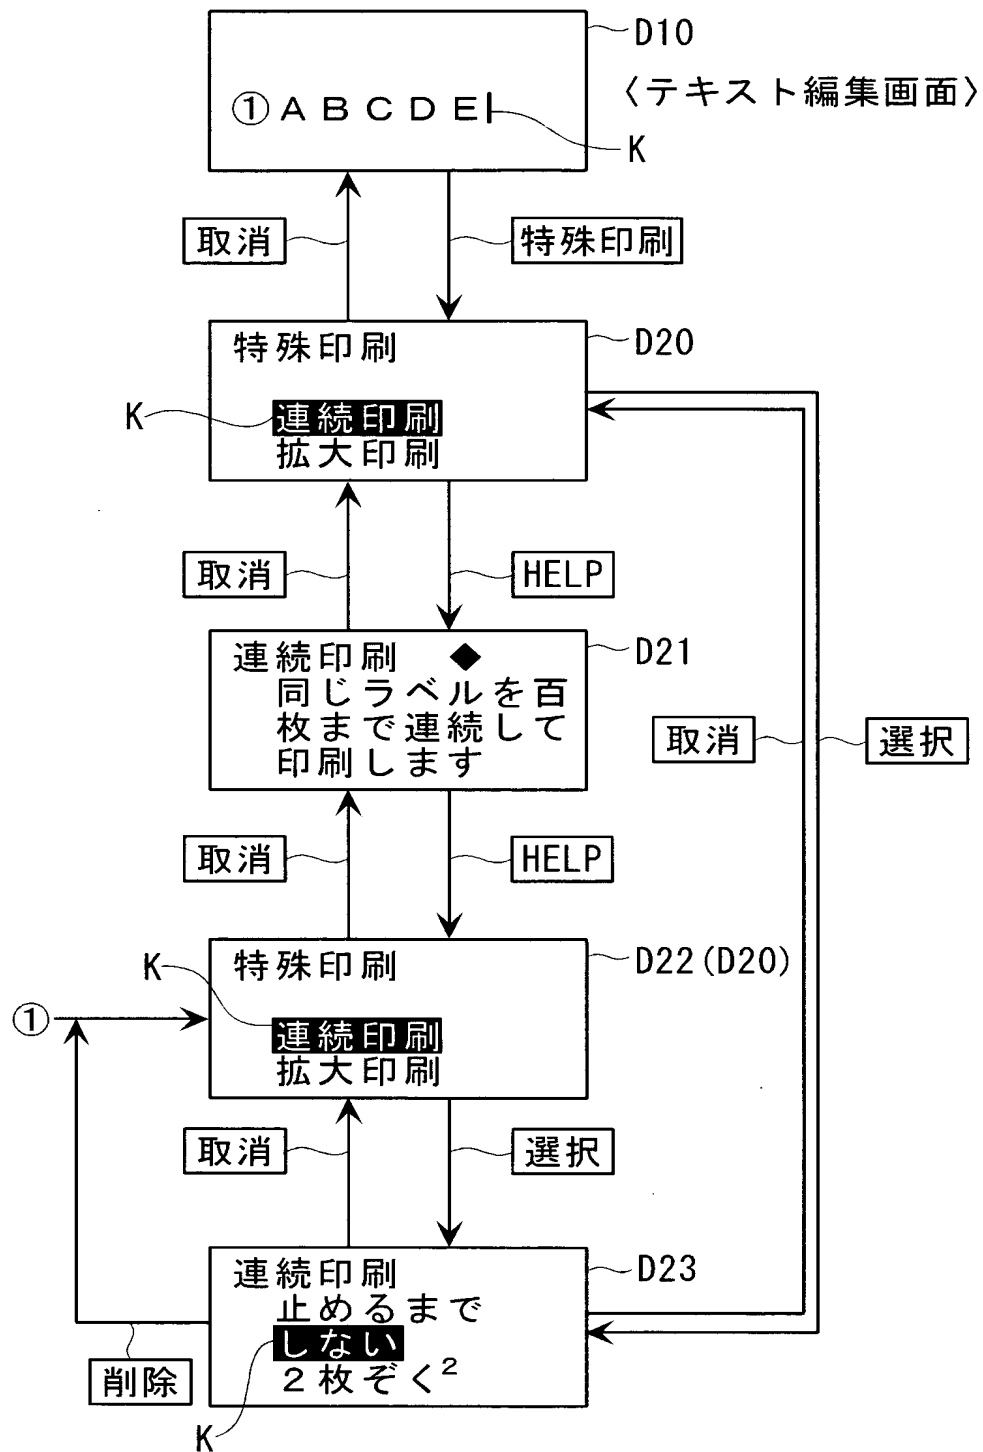 D10
〈テキスト編集画面〉
①ABCDE
K
取消
特殊印刷
D20
特殊印刷
K
連続印刷
拡大印刷
取消
HELP
D21
連続印刷 ◆
同じラベルを百
枚まで連続して
印刷します
取消
選択
取消
HELP
D22(D20)
K
特殊印刷
①
連続印刷
拡大印刷
取消
選択
D23
連続印刷
止めるまで
しない
2枚ぞく²
削除
K